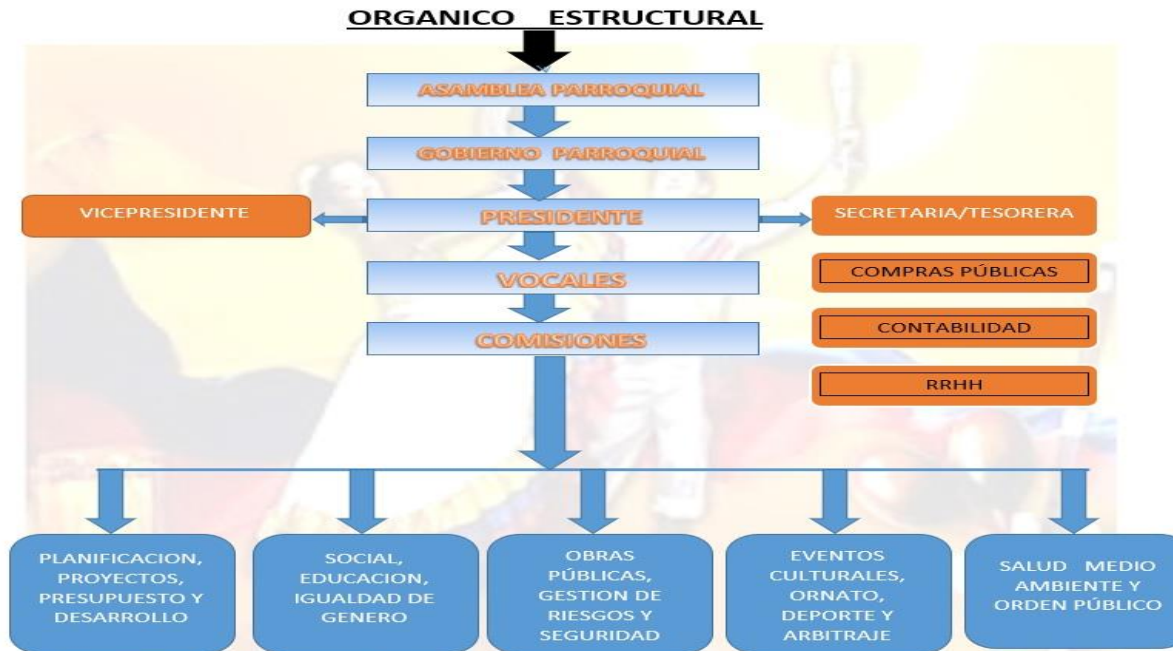 ORGANICO ESTRUCTURAL
ASAMBLEA PARROQUIAL
GOBIERNO PARROQUIAL
VICEPRESIDENTE
PRESIDENTE
SECRETARIA/TESORERA
VOCALES
COMPRAS PÚBLICAS
COMISIONES
CONTABILIDAD
RRHH
PLANIFICACION,
PROYECTOS,
PRESUPUESTO Y
DESARROLLO
SOCIAL,
EDUCACION,
IGUALDAD DE
GENERO
OBRAS
PÚBLICAS,
GESTION DE
RIESGOS Y
SEGURIDAD
EVENTOS
CULTURALES,
ORNATO,
DEPORTE Y
ARBITRAJE
SALUD MEDIO
AMBIENTE Y
ORDEN PÚBLICO